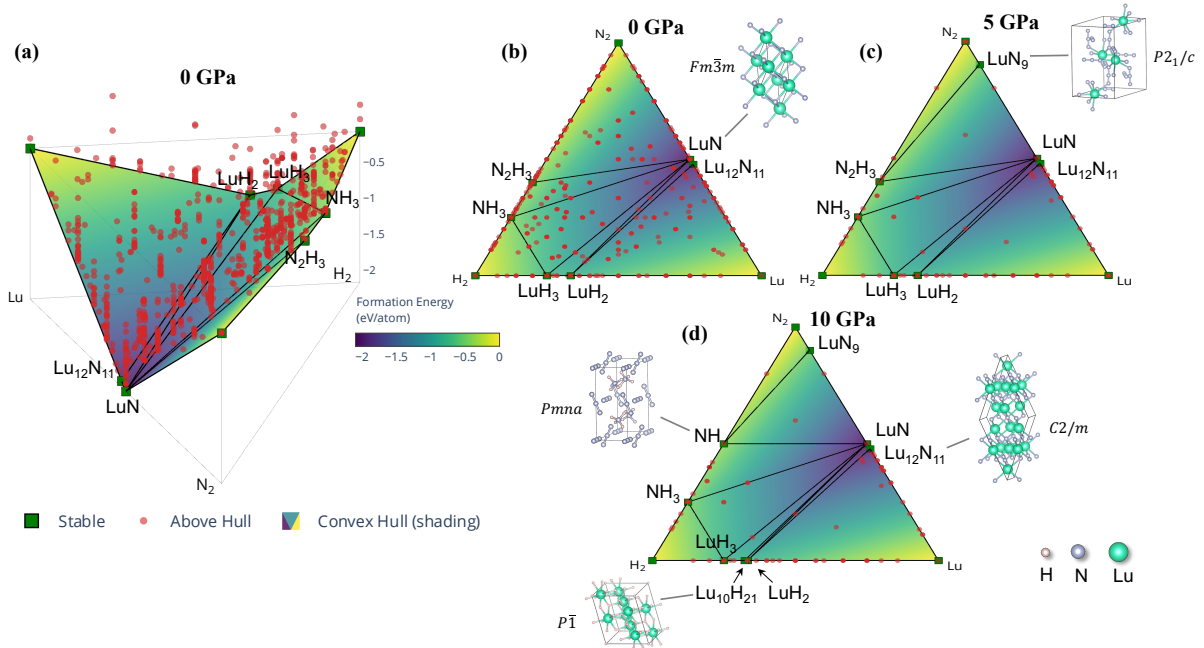 (a)
0 GPa
LuH₂
LuH₃
NH₃
N₂H₃
H₂
Lu
N₂
Lu₁₂N₁₁
LuN
−0.5
−1
−1.5
−2
Formation Energy
(eV/atom)
−2
−1.5
−1
−0.5
0
Stable
Above Hull
Convex Hull (shading)
(b)
0 GPa
N₂
Fm3̅m
LuN
Lu₁₂N₁₁
N₂H₃
NH₃
H₂
LuH₃
LuH₂
Lu
(c)
5 GPa
N₂
LuN₉
P2₁/c
LuN
Lu₁₂N₁₁
N₂H₃
NH₃
H₂
LuH₃
LuH₂
Lu
(d)
10 GPa
N₂
LuN₉
Pmna
NH
LuN
Lu₁₂N₁₁
C2/m
NH₃
LuH₃
H₂
Lu
Lu₁₀H₂₁
LuH₂
P1̅
H
N
Lu